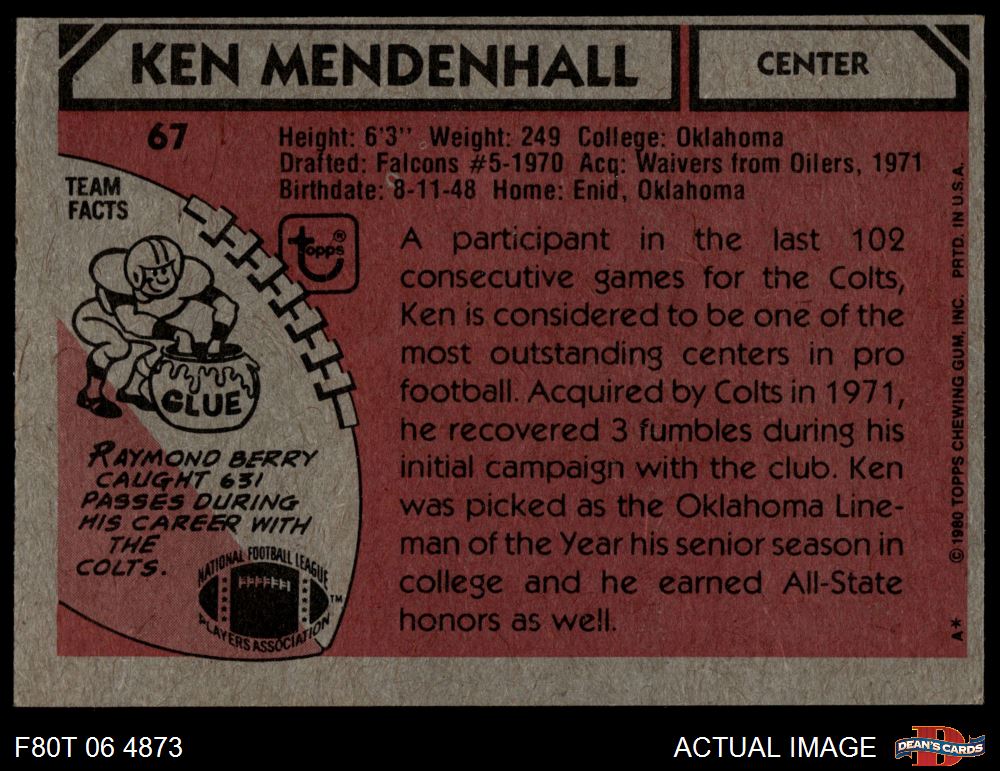 KEN MENDENHALL
CENTER
67
Height: 6'3'' Weight: 249 College: Oklahoma
Drafted: Falcons #5-1970 Acq: Waivers from Oilers, 1971
Birthdate: 8-11-48 Home: Enid, Oklahoma
TEAM
FACTS
topps®
GLUE
RAYMOND BERRY
CAUGHT 631
PASSES DURING
HIS CAREER WITH
THE
COLTS.
NATIONAL FOOTBALL LEAGUE
PLAYERS ASSOCIATION
TM
A participant in the last 102
consecutive games for the Colts,
Ken is considered to be one of the
most outstanding centers in pro
football. Acquired by Colts in 1971,
he recovered 3 fumbles during his
initial campaign with the club. Ken
was picked as the Oklahoma Line-
man of the Year his senior season in
college and he earned All-State
honors as well.
A* © 1980 TOPPS CHEWING GUM, INC. PRTD. IN U.S.A.
F80T 06 4873
ACTUAL IMAGE
DEAN'S CARDS